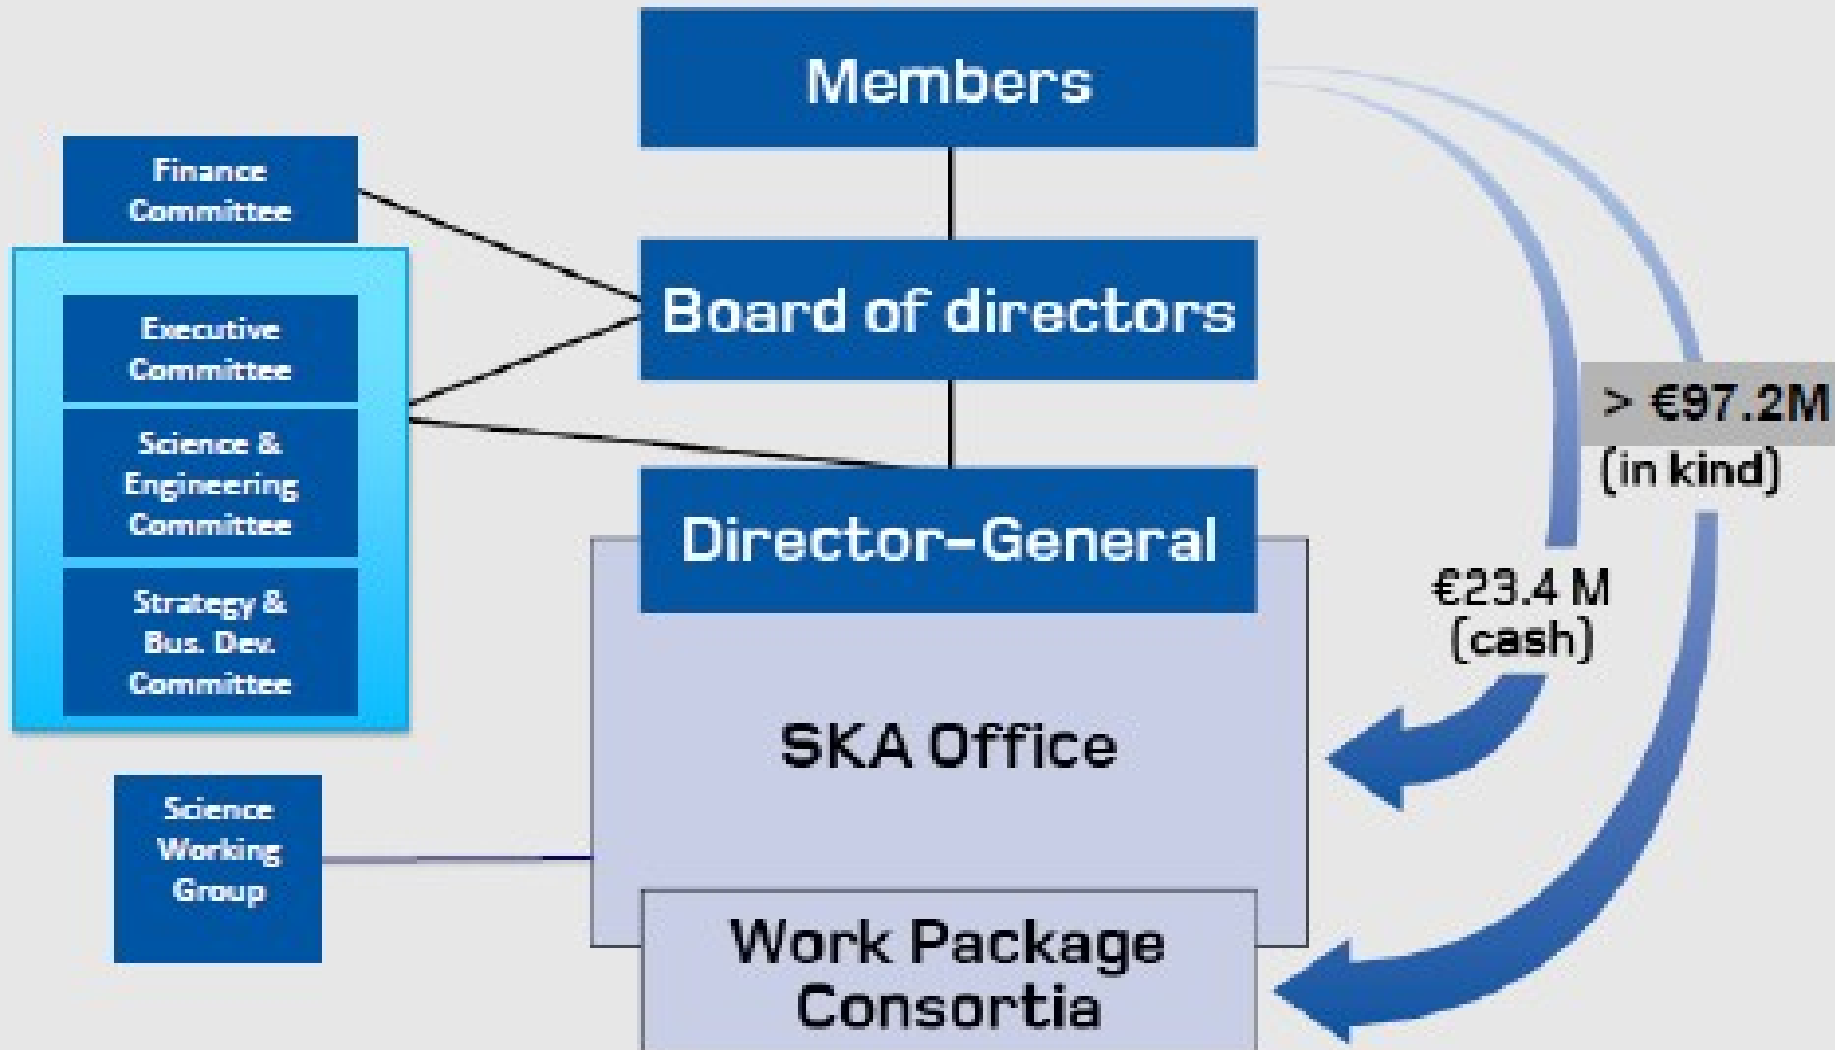 Members
Finance
Committee
Executive
Committee
Science &
Engineering
Committee
Strategy &
Bus. Dev.
Committee
Science
Working
Group
Board of directors
Director-General
SKA Office
Work Package
Consortia
> €97.2M
(in kind)
€23.4 M
(cash)